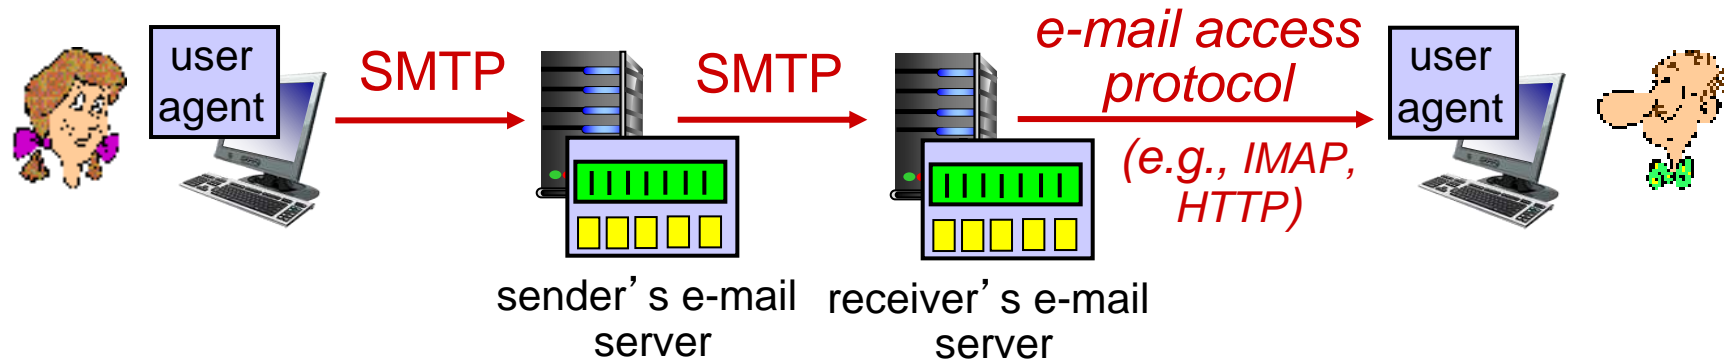 user
agent
SMTP
SMTP
e-mail access
protocol
(e.g., IMAP,
HTTP)
user
agent
sender’s e-mail
server
receiver’s e-mail
server